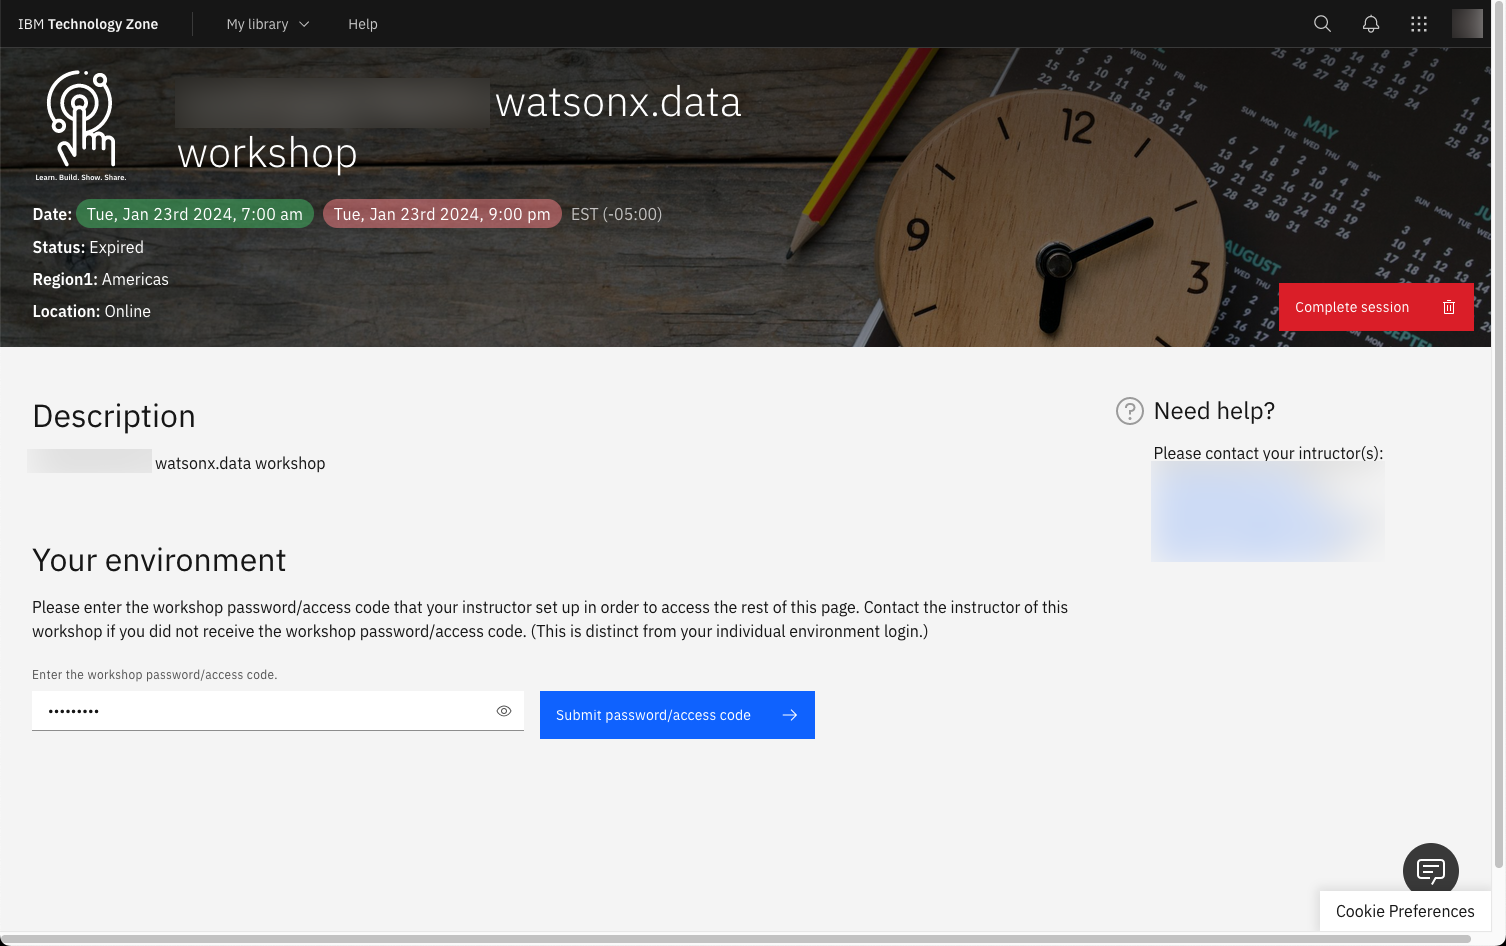 IBM Technology Zone
My library
Help
watsonx.data
workshop
Learn. Build. Show. Share.
Date: Tue, Jan 23rd 2024, 7:00 am Tue, Jan 23rd 2024, 9:00 pm EST (-05:00)
Status: Expired
Region1: Americas
Location: Online
12
3
9
MAY
AUGUST
Complete session
Description
watsonx.data workshop
Need help?
Please contact your intructor(s):
Your environment
Please enter the workshop password/access code that your instructor set up in order to access the rest of this page. Contact the instructor of this
workshop if you did not receive the workshop password/access code. (This is distinct from your individual environment login.)
Enter the workshop password/access code.
•••••••••
Submit password/access code
Cookie Preferences